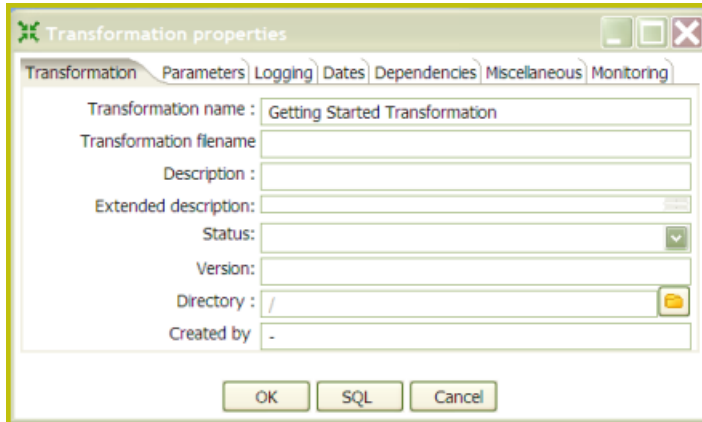 Transformation properties
Transformation Parameters Logging Dates Dependencies Miscellaneous Monitoring
Transformation name : Getting Started Transformation
Transformation filename
Description :
Extended description:
Status:
Version:
Directory : /
Created by -
OK SQL Cancel